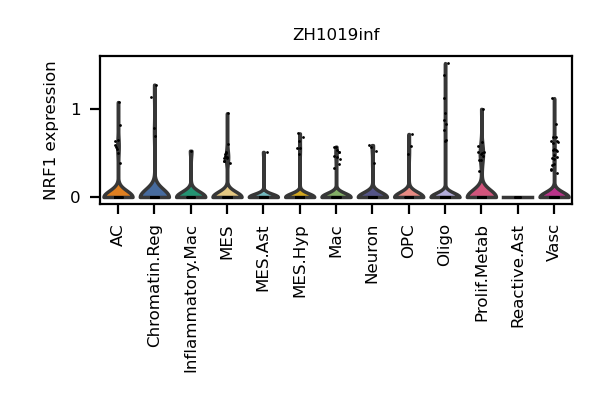 ZH1019inf
NRF1 expression
1
0
AC
Chromatin.Reg
Inflammatory.Mac
MES
MES.Ast
MES.Hyp
Mac
Neuron
OPC
Oligo
Prolif.Metab
Reactive.Ast
Vasc